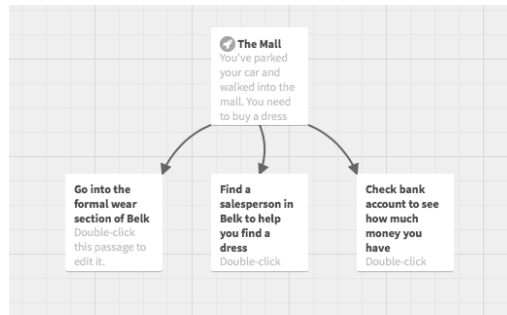 The Mall
You've parked
your car and
walked into the
mall. You need
to buy a dress
Go into the
formal wear
section of Belk
Double-click
this passage to
edit it.
Find a
salesperson in
Belk to help
you find a
dress
Double-click
Check bank
account to see
how much
money you
have
Double-click